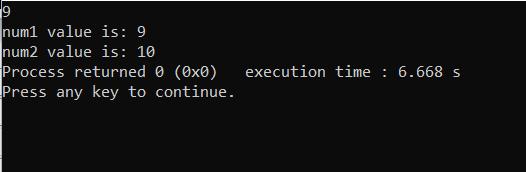 9
num1 value is: 9
num2 value is: 10
Process returned 0 (0x0)   execution time : 6.668 s
Press any key to continue.